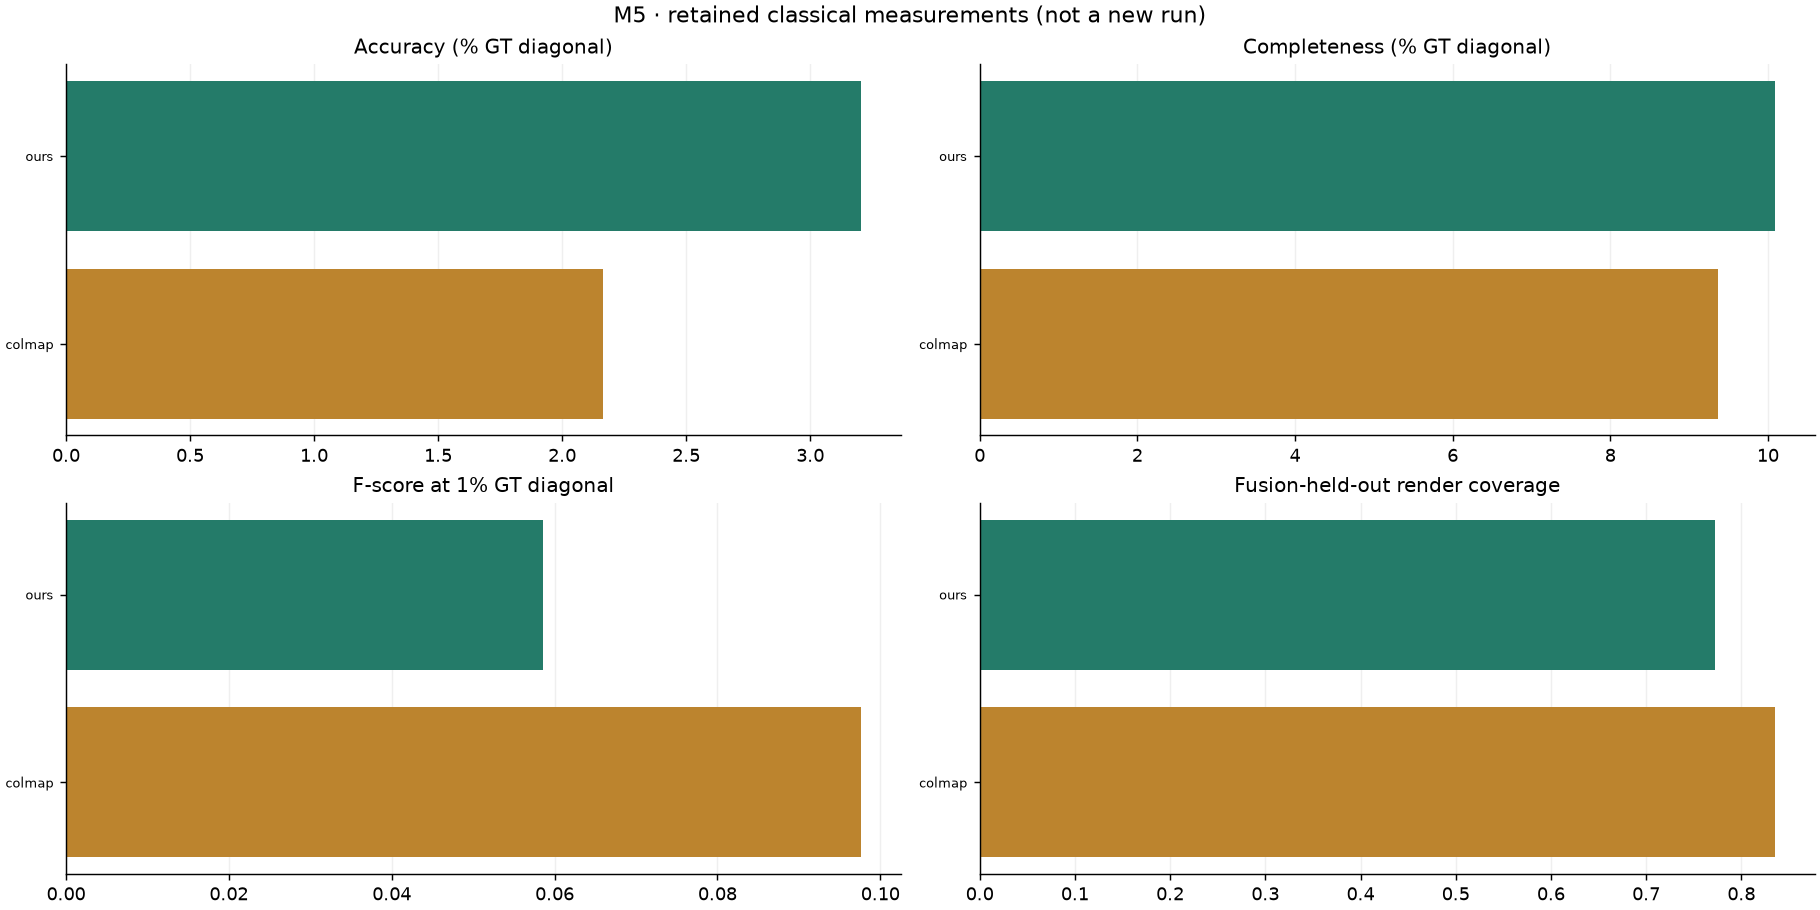 M5 · retained classical measurements (not a new run)
Accuracy (% GT diagonal)
ours
colmap
0.0 0.5 1.0 1.5 2.0 2.5 3.0
Completeness (% GT diagonal)
ours
colmap
0 2 4 6 8 10
F-score at 1% GT diagonal
ours
colmap
0.00 0.02 0.04 0.06 0.08 0.10
Fusion-held-out render coverage
ours
colmap
0.0 0.1 0.2 0.3 0.4 0.5 0.6 0.7 0.8